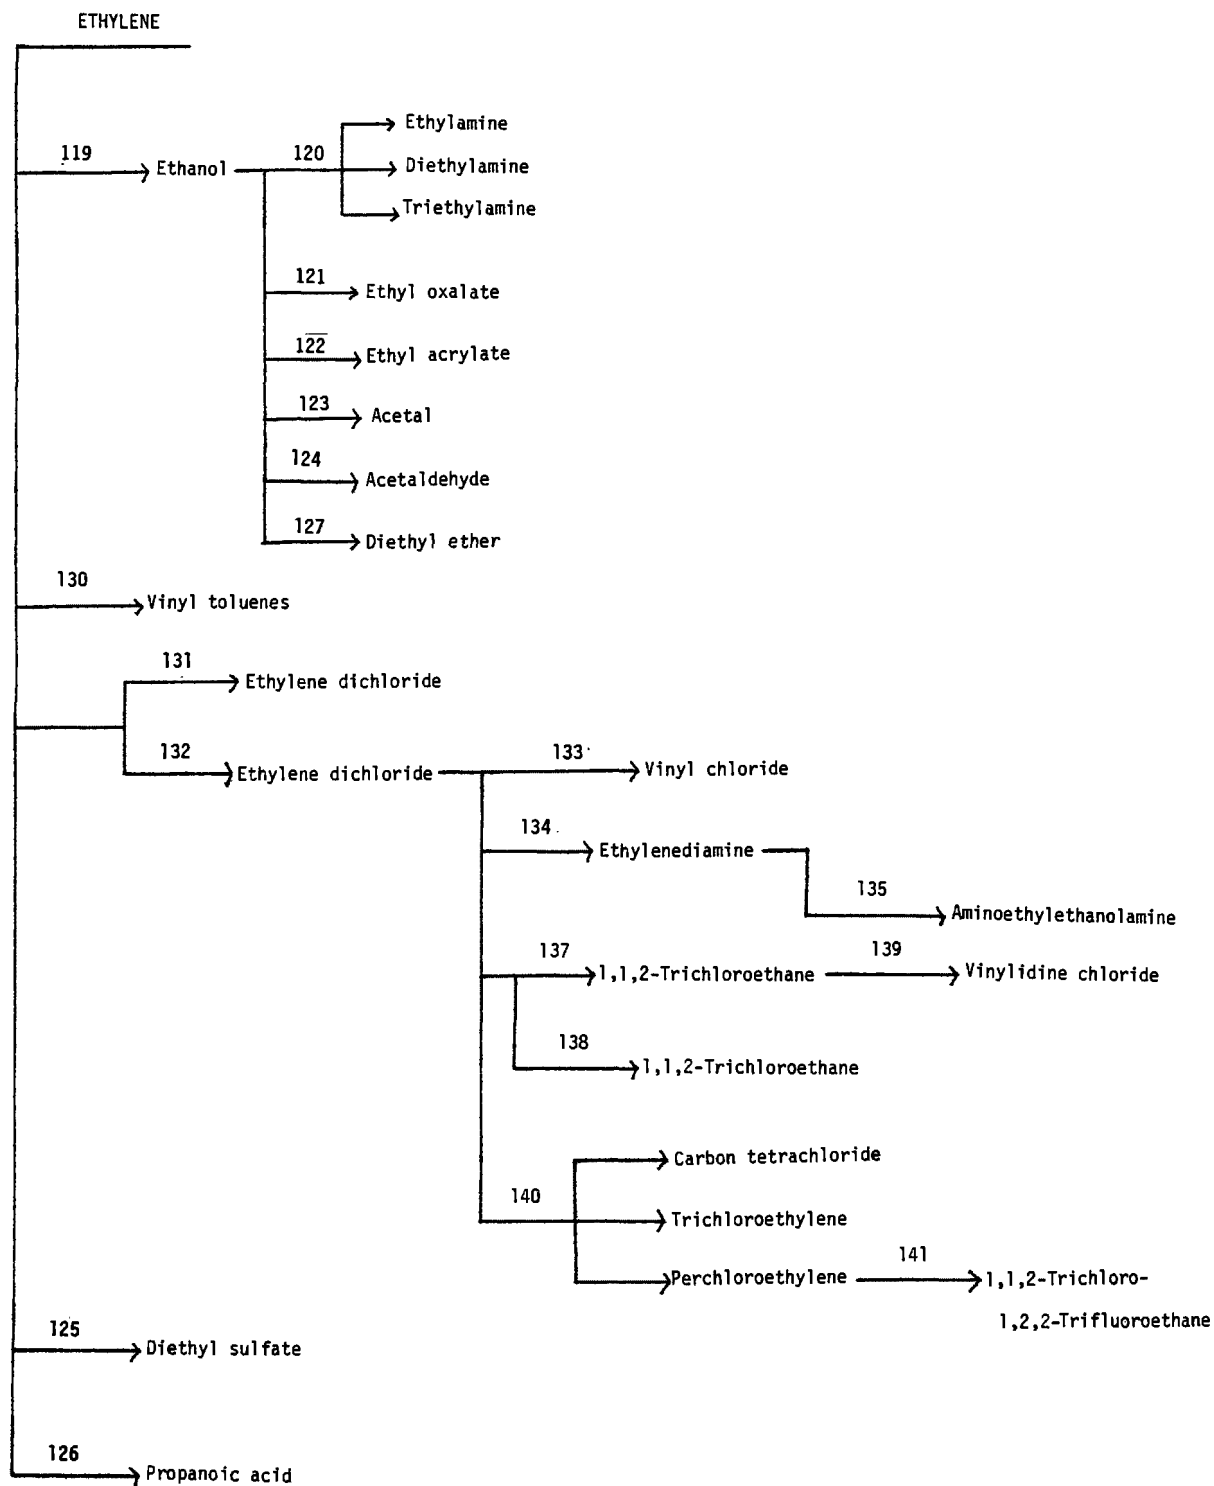 ETHYLENE
Ethylamine
119
Ethanol
120
Diethylamine
Triethylamine
121
Ethyl oxalate
122
Ethyl acrylate
123
Acetal
124
Acetaldehyde
127
Diethyl ether
130
Vinyl toluenes
131
Ethylene dichloride
132
Ethylene dichloride
133
Vinyl chloride
134
Ethylenediamine
135
Aminoethylethanolamine
137
1,1,2-Trichloroethane
139
Vinylidine chloride
138
1,1,2-Trichloroethane
Carbon tetrachloride
140
Trichloroethylene
Perchloroethylene
141
1,1,2-Trichloro-
1,2,2-Trifluoroethane
125
Diethyl sulfate
126
Propanoic acid